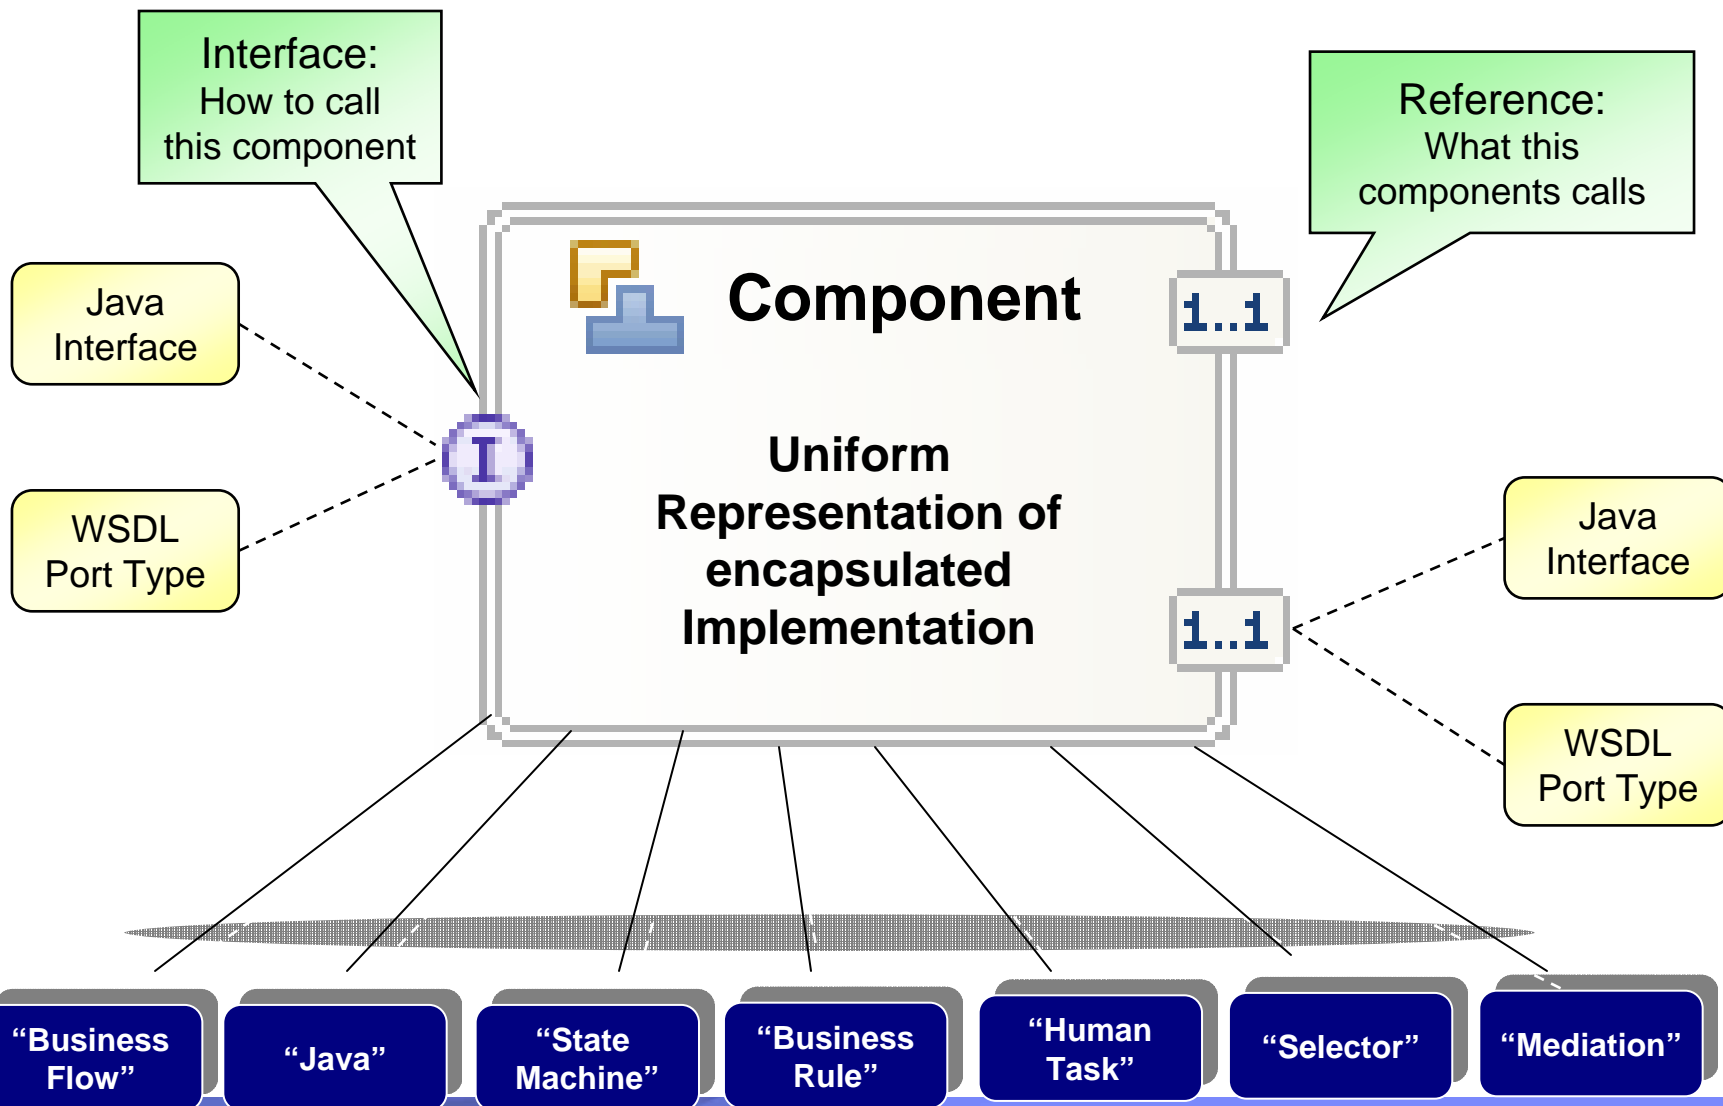 Interface:
How to call
this component
Reference:
What this
components calls
Java
Interface
WSDL
Port Type
Component
1..1
I
Uniform
Representation of
encapsulated
Implementation
1..1
Java
Interface
WSDL
Port Type
“Business
Flow”
“Java”
“State
Machine”
“Business
Rule”
“Human
Task”
“Selector”
“Mediation”